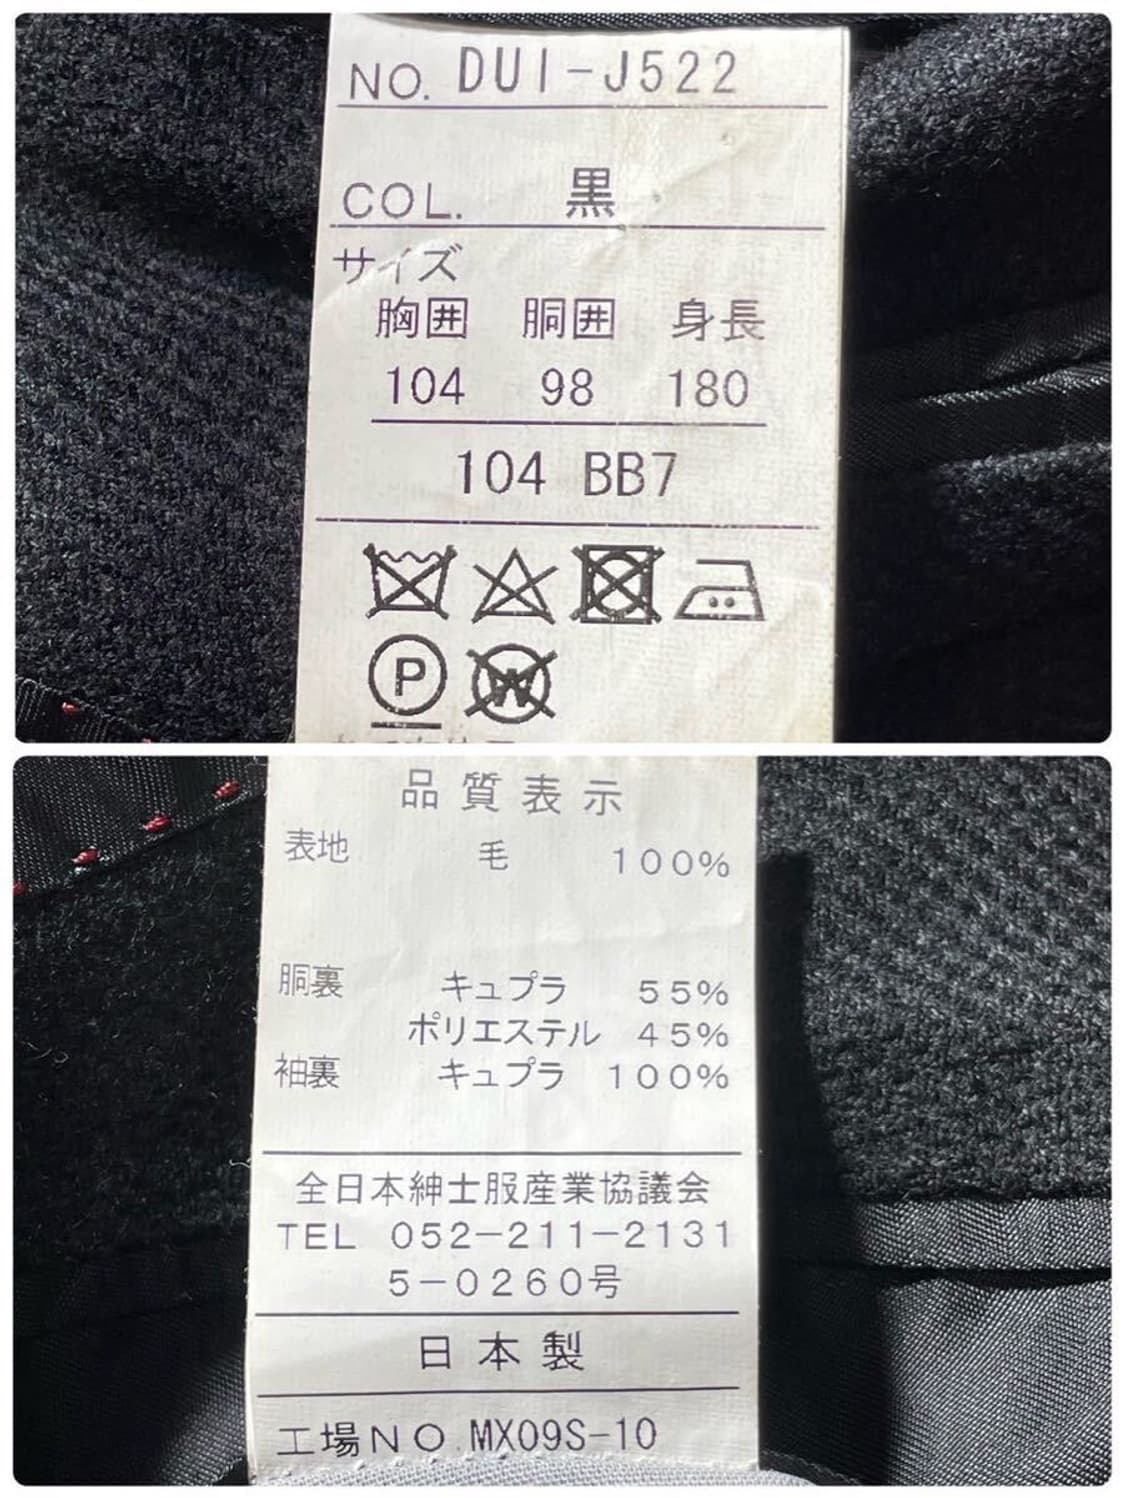 NO. DUI-J522
COL. 黒
サイズ
胸囲 胴囲 身長
104 98 180
104 BB7
P W
品質表示
表地 毛 100%
胴裏 キュプラ 55%
ポリエステル 45%
袖裏 キュプラ 100%
全日本紳士服産業協議会
TEL 052-211-2131
5-0260号
日本製
工場NO.MX09S-10